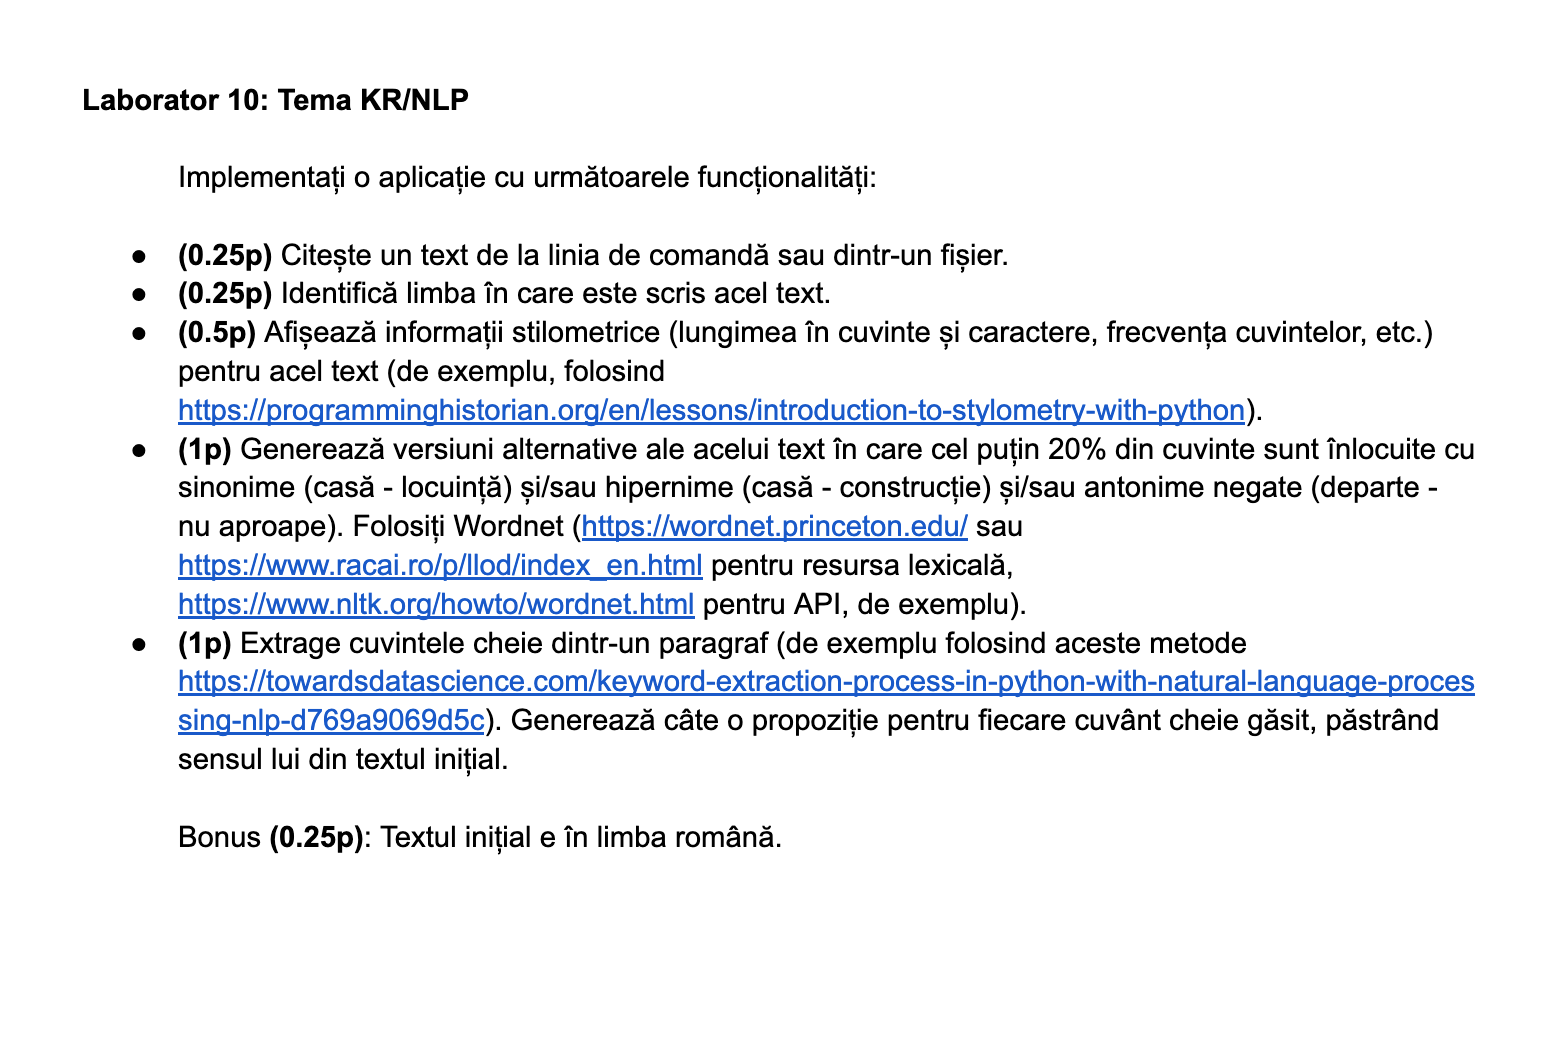 Laborator 10: Tema KR/NLP
Implementați o aplicație cu următoarele funcționalități:
● (0.25p) Citește un text de la linia de comandă sau dintr-un fișier.
● (0.25p) Identifică limba în care este scris acel text.
● (0.5p) Afișează informații stilometrice (lungimea în cuvinte și caractere, frecvența cuvintelor, etc.)
pentru acel text (de exemplu, folosind
https://programminghistorian.org/en/lessons/introduction-to-stylometry-with-python).
● (1p) Generează versiuni alternative ale acelui text în care cel puțin 20% din cuvinte sunt înlocuite cu
sinonime (casă - locuință) și/sau hipernime (casă - construcție) și/sau antonime negate (departe -
nu aproape). Folosiți Wordnet (https://wordnet.princeton.edu/ sau
https://www.racai.ro/p/llod/index_en.html pentru resursa lexicală,
https://www.nltk.org/howto/wordnet.html pentru API, de exemplu).
● (1p) Extrage cuvintele cheie dintr-un paragraf (de exemplu folosind aceste metode
https://towardsdatascience.com/keyword-extraction-process-in-python-with-natural-language-proces
sing-nlp-d769a9069d5c). Generează câte o propoziție pentru fiecare cuvânt cheie găsit, păstrând
sensul lui din textul inițial.
Bonus (0.25p): Textul inițial e în limba română.